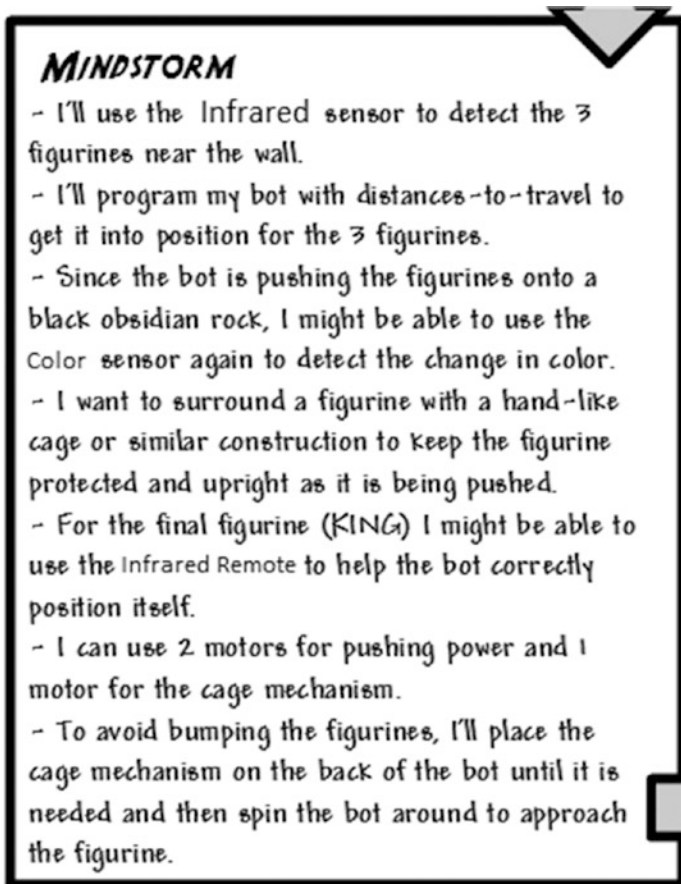 MINDSTORM
- I'll use the Infrared sensor to detect the 3
figurines near the wall.
- I'll program my bot with distances-to-travel to
get it into position for the 3 figurines.
- Since the bot is pushing the figurines onto a
black obsidian rock, I might be able to use the
Color sensor again to detect the change in color.
- I want to surround a figurine with a hand-like
cage or similar construction to keep the figurine
protected and upright as it is being pushed.
- For the final figurine (KING) I might be able to
use the Infrared Remote to help the bot correctly
position itself.
- I can use 2 motors for pushing power and 1
motor for the cage mechanism.
- To avoid bumping the figurines, I'll place the
cage mechanism on the back of the bot until it is
needed and then spin the bot around to approach
the figurine.